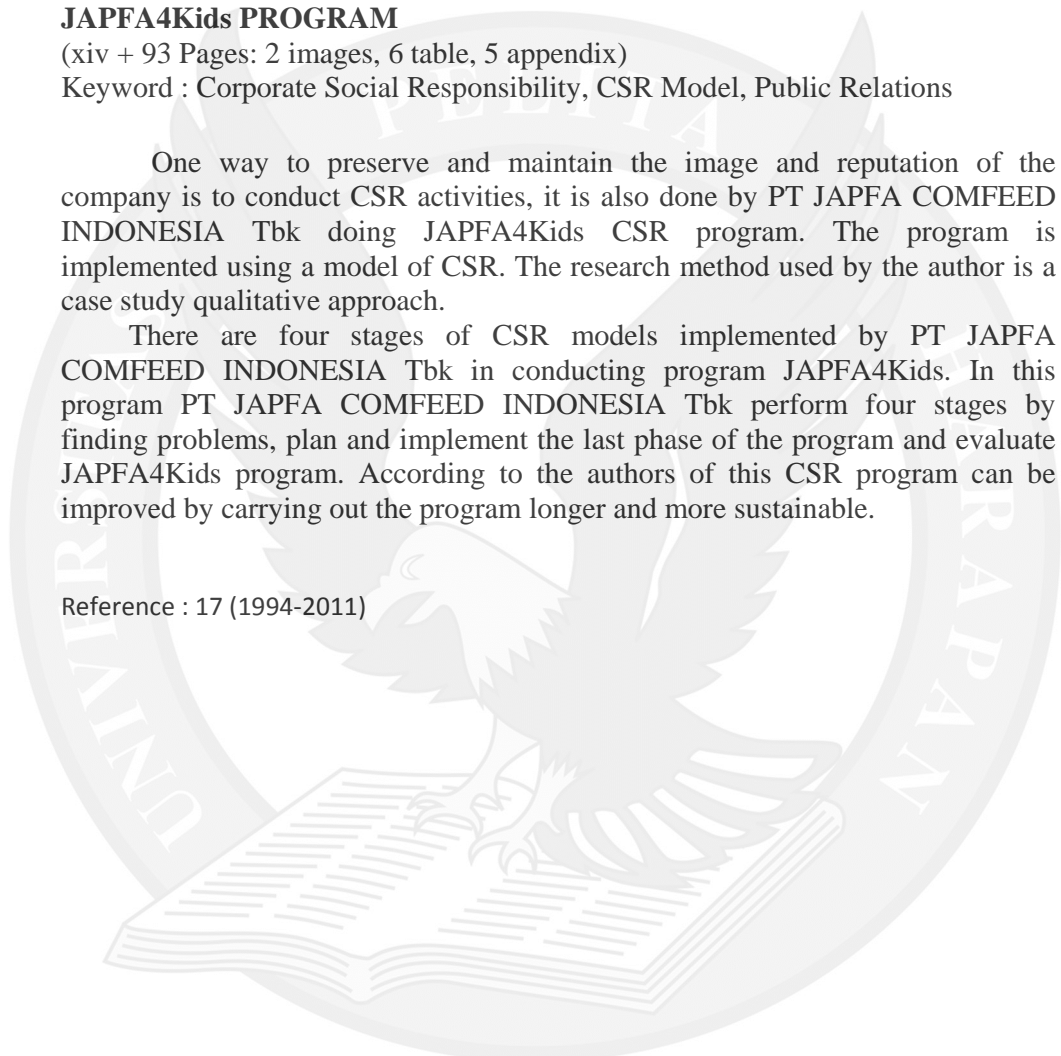 JAPFA4Kids PROGRAM
(xiv + 93 Pages: 2 images, 6 table, 5 appendix)
Keyword : Corporate Social Responsibility, CSR Model, Public Relations
One way to preserve and maintain the image and reputation of the
company is to conduct CSR activities, it is also done by PT JAPFA COMFEED
INDONESIA Tbk doing JAPFA4Kids CSR program. The program is
implemented using a model of CSR. The research method used by the author is a
case study qualitative approach.
There are four stages of CSR models implemented by PT JAPFA
COMFEED INDONESIA Tbk in conducting program JAPFA4Kids. In this
program PT JAPFA COMFEED INDONESIA Tbk perform four stages by
finding problems, plan and implement the last phase of the program and evaluate
JAPFA4Kids program. According to the authors of this CSR program can be
improved by carrying out the program longer and more sustainable.
Reference : 17 (1994-2011)
UNIVERSITAS PELITA HARAPAN